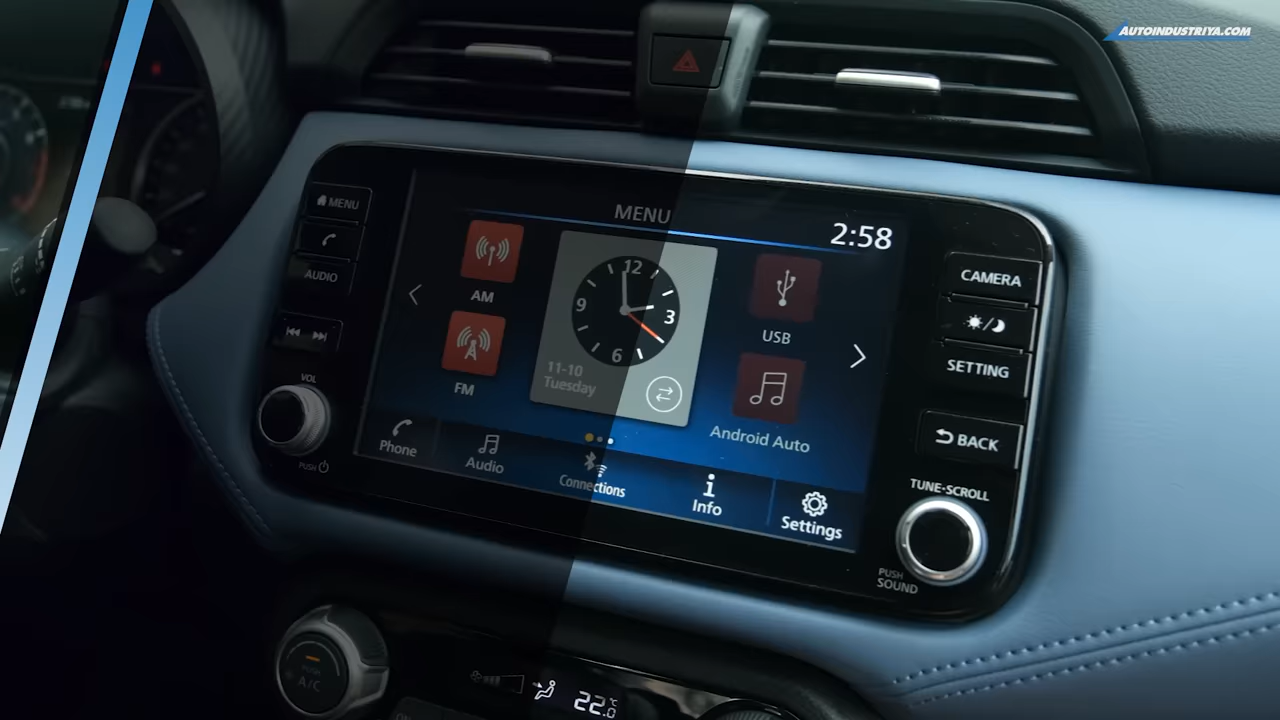 AUTOINDUSTRIYA.COM
MENU
AUDIO
VOL
PUSH
MENU
2:58
AM
FM
12
3
6
9
11-10
Tuesday
USB
Android Auto
Phone
Audio
Connections
Info
Settings
CAMERA
SETTING
BACK
TUNE•SCROLL
PUSH
SOUND
PUSH
A/C
22.0
°C